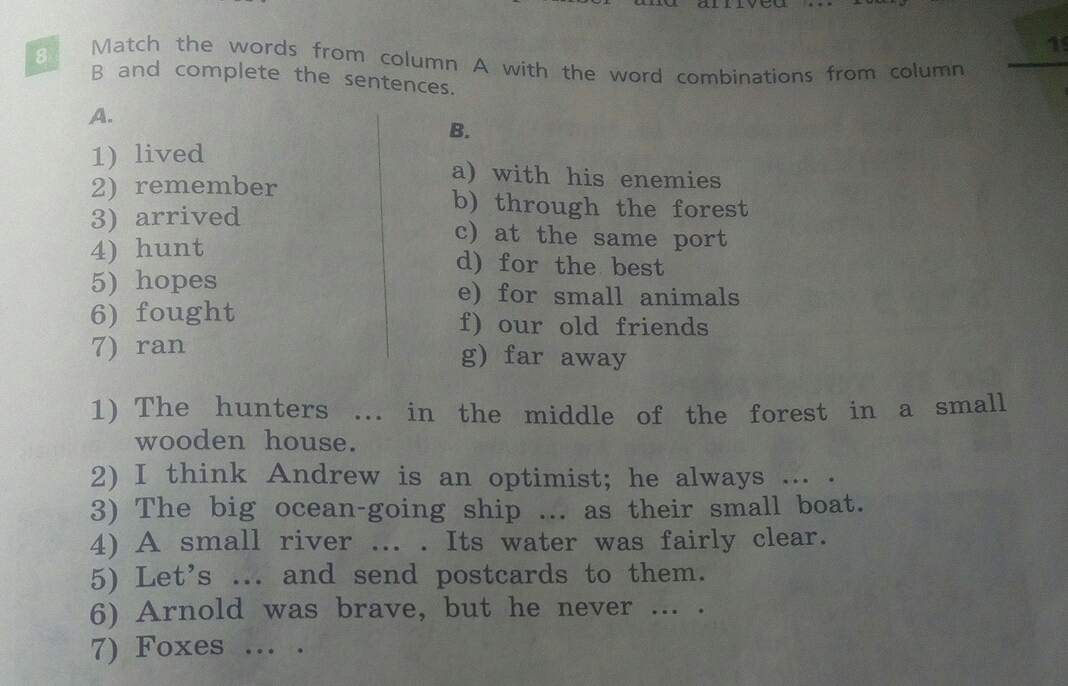 and arrived ... Italy
8 Match the words from column A with the word combinations from column
B and complete the sentences.
A.
1) lived
2) remember
3) arrived
4) hunt
5) hopes
6) fought
7) ran
B.
a) with his enemies
b) through the forest
c) at the same port
d) for the best
e) for small animals
f) our old friends
g) far away
1) The hunters ... in the middle of the forest in a small
wooden house.
2) I think Andrew is an optimist; he always ... .
3) The big ocean-going ship ... as their small boat.
4) A small river ... . Its water was fairly clear.
5) Let's ... and send postcards to them.
6) Arnold was brave, but he never ... .
7) Foxes ... .